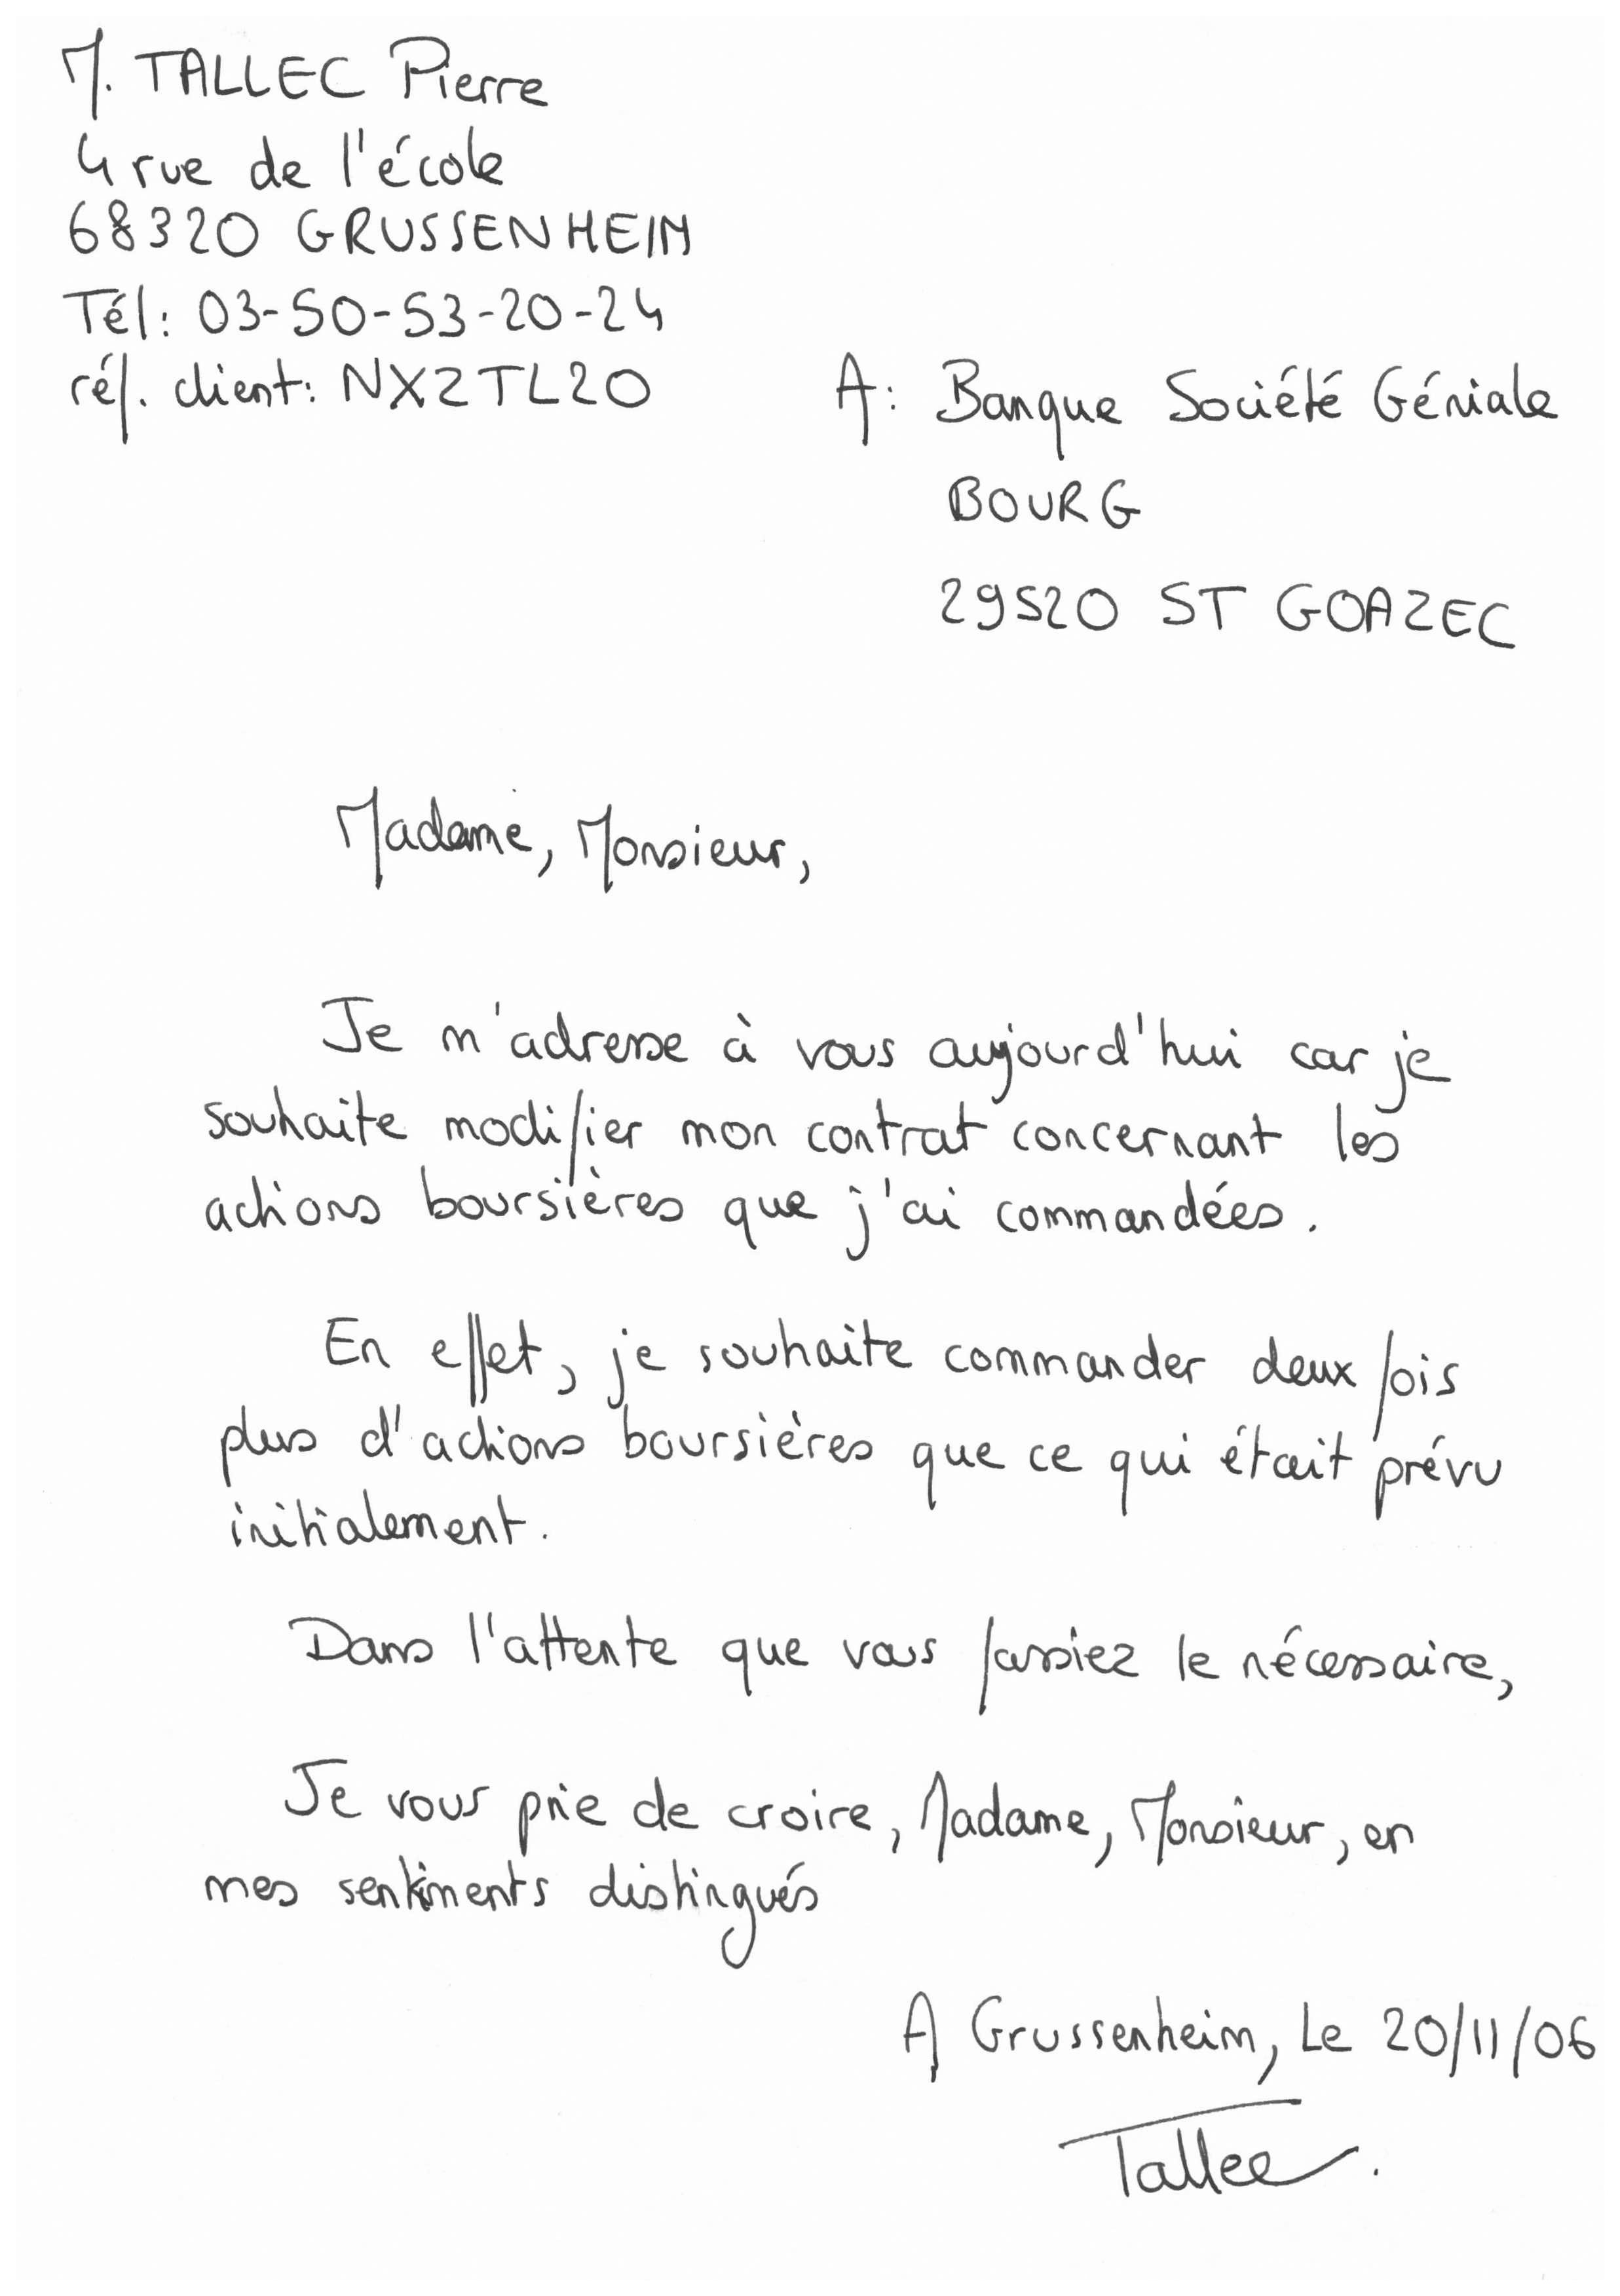 M. TALLEC Pierre
4 rue de l'école
68320 GRUSSENHEIM
Tél: 03-50-53-20-24
réf. client: NXZTL20
A: Banque Société Géniale
BOURG
29520 ST GOAZEC
Madame, Monsieur,
Je m'adresse à vous aujourd'hui car je
souhaite modifier mon contrat concernant les
actions boursières que j'ai commandées.
En effet, je souhaite commander deux fois
plus d'actions boursières que ce qui était prévu
initialement.
Dans l'attente que vous fassiez le nécessaire,
Je vous prie de croire, Madame, Monsieur, en
mes sentiments distingués
A Grussenheim, Le 20/11/06
Tallec